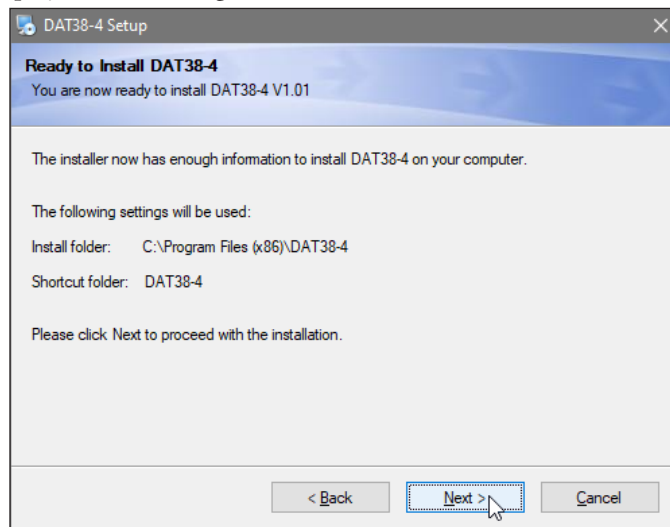 DAT38-4 Setup
Ready to Install DAT38-4
You are now ready to install DAT38-4 V1.01
The installer now has enough information to install DAT38-4 on your computer.
The following settings will be used:
Install folder: C:\Program Files (x86)\DAT38-4
Shortcut folder: DAT38-4
Please click Next to proceed with the installation.
< Back Next > Cancel